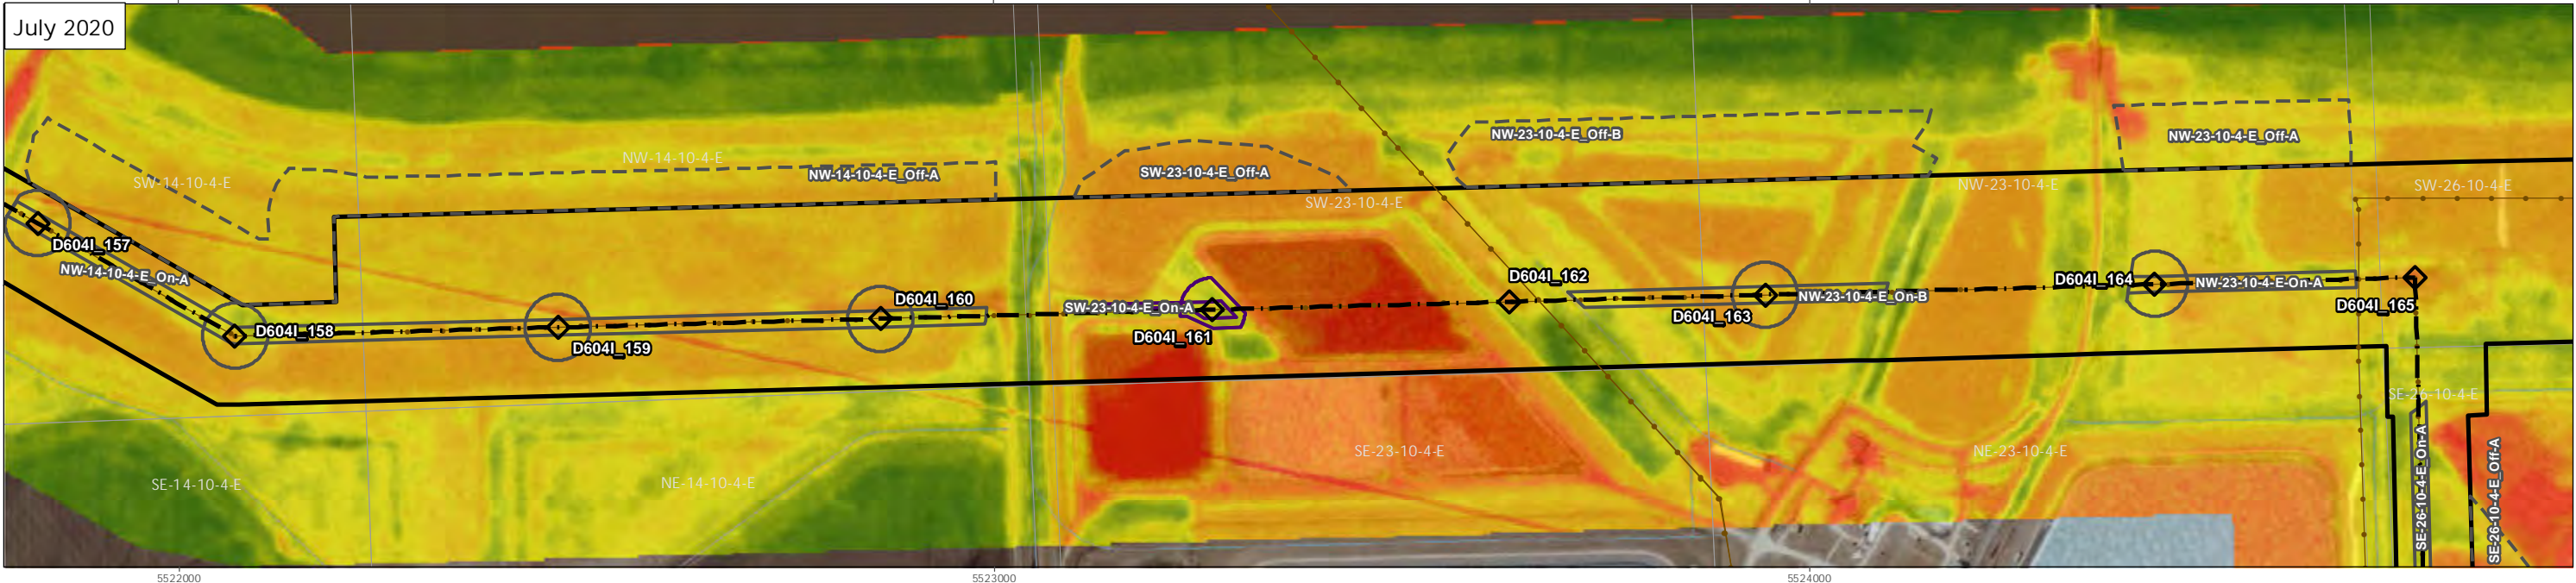 July 2020
NW-14-10-4-E
SW-14-10-4-E
NW-14-10-4-E_Off-A
SW-23-10-4-E_Off-A
NW-23-10-4-E_Off-B
NW-23-10-4-E_Off-A
SW-23-10-4-E
NW-23-10-4-E
SW-26-10-4-E
D604I_157
NW-14-10-4-E_On-A
D604I_158
D604I_159
D604I_160
SW-23-10-4-E_On-A
D604I_161
D604I_162
D604I_163
NW-23-10-4-E_On-B
D604I_164
NW-23-10-4-E-On-A
D604I_165
SE-26-10-4-E
SE-14-10-4-E
NE-14-10-4-E
SE-23-10-4-E
NE-23-10-4-E
SE-26-10-4-E_On-A
SE-26-10-4-E_Off-A
5522000
5523000
5524000